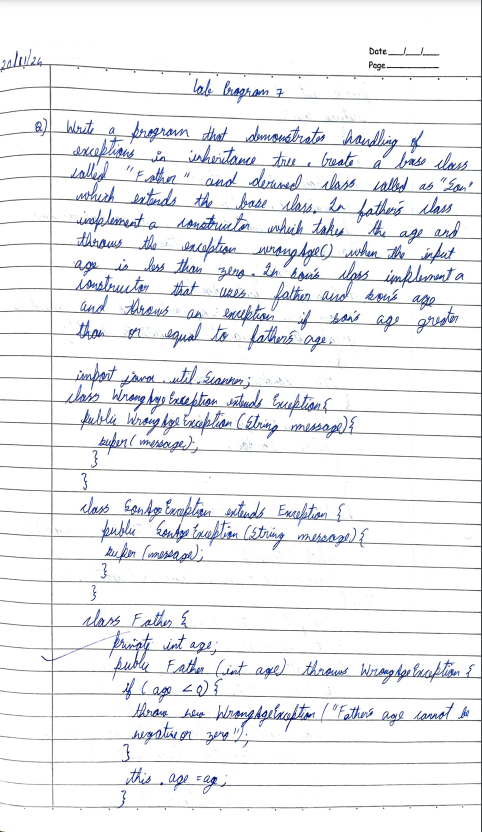 Date __/__/__
Page ______
20/11/24
Lab Program 7
Q) Write a program that demonstrates handling of
exceptions in inheritance tree. Create a base class
called "Father" and derived class called as "Son"
which extends the base class. In father's class
implement a constructor which takes the age and
throws the exception wrongAge() when the input
age is less than zero. In son's class implement a
constructor that uses father and son's age
and throws an exception if son's age greater
than or equal to father's age.
import java.util.Scanner;
class WrongAgeException extends Exception {
public WrongAgeException (String message) {
super (message);
}
}
class SonAgeException extends Exception {
public SonAgeException (String message) {
super (message);
}
}
class Father {
private int age;
public Father (int age) throws WrongAgeException {
if (age < 0) {
throw new WrongAgeException ("Father's age cannot be
negative or zero");
}
this.age = age;
}